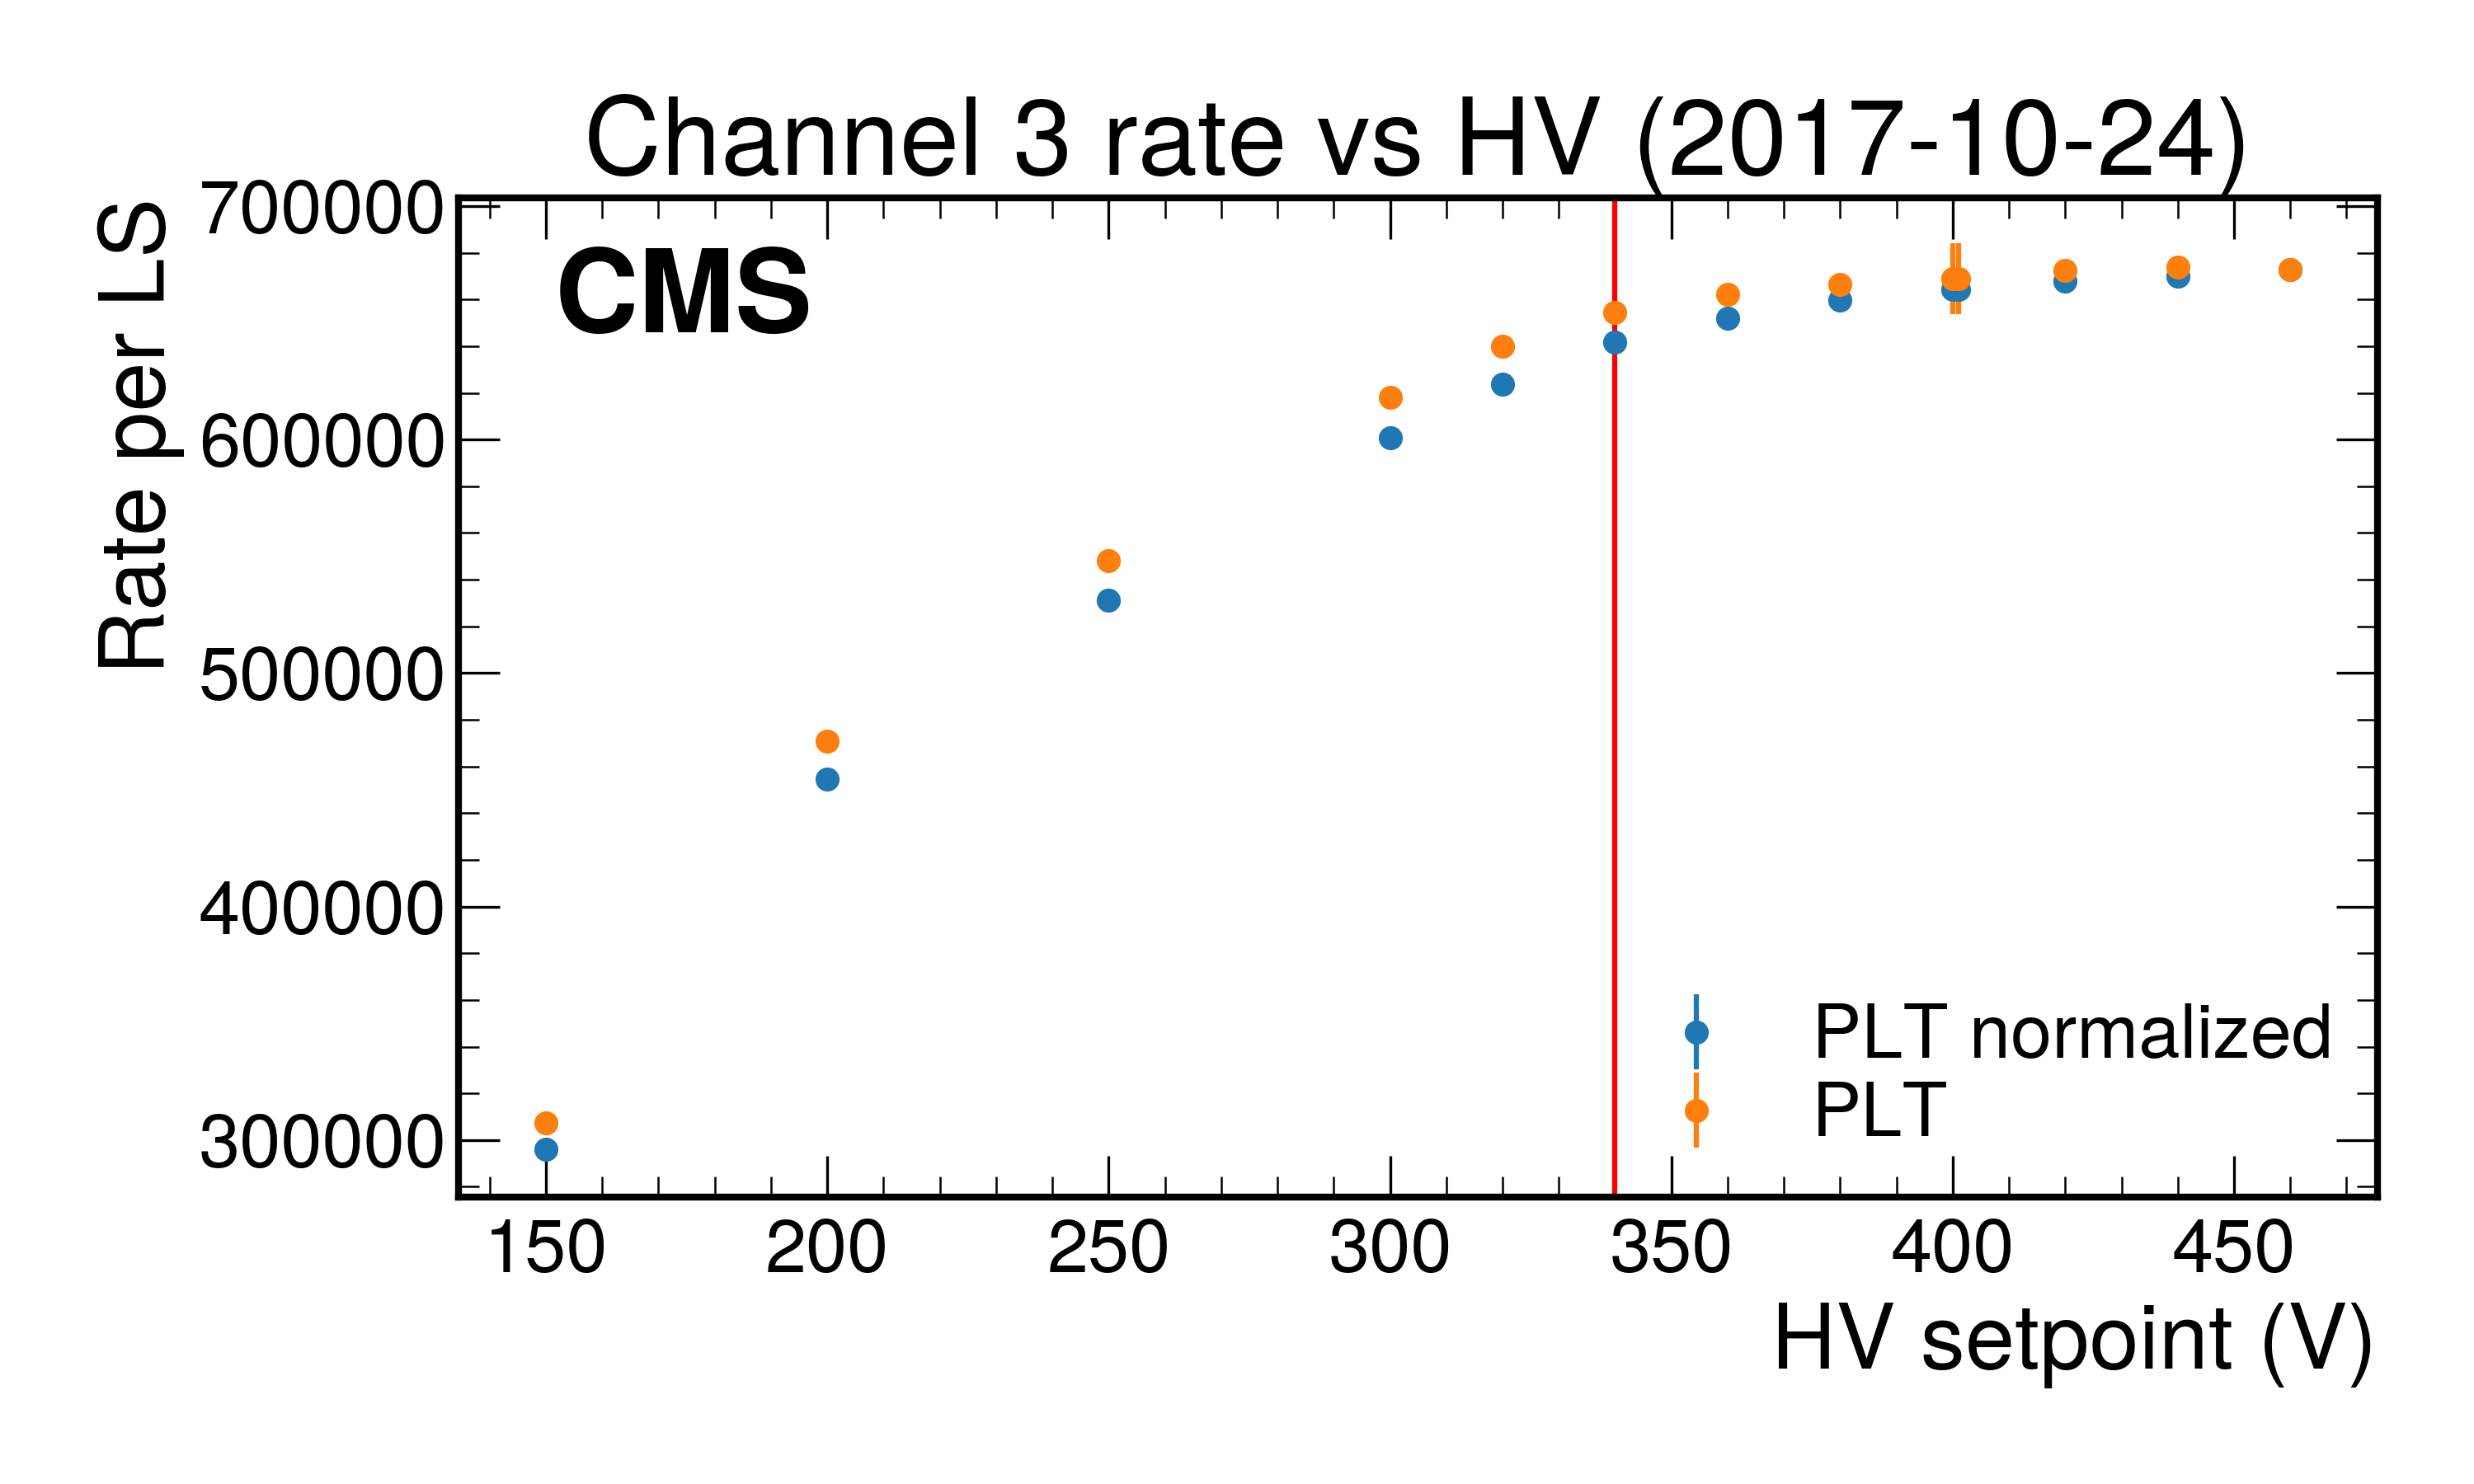 Channel 3 rate vs HV (2017-10-24)
CMS
Rate per LS
700000
600000
500000
400000
300000
PLT normalized
PLT
150 200 250 300 350 400 450
HV setpoint (V)